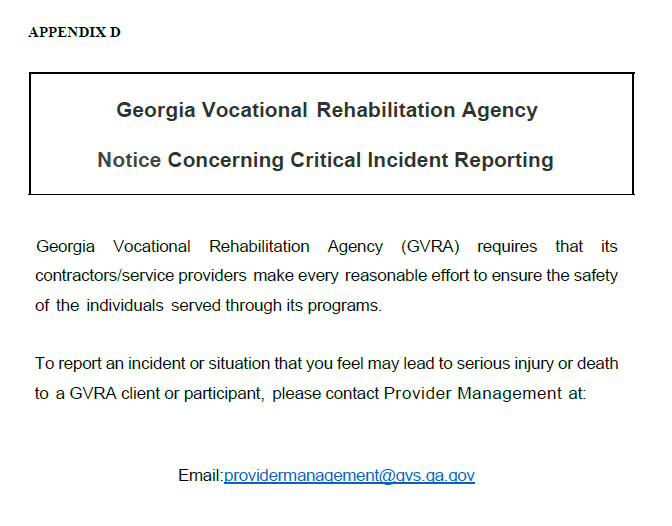 APPENDIX D
Georgia Vocational Rehabilitation Agency
Notice Concerning Critical Incident Reporting
Georgia Vocational Rehabilitation Agency (GVRA) requires that its
contractors/service providers make every reasonable effort to ensure the safety
of the individuals served through its programs.
To report an incident or situation that you feel may lead to serious injury or death
to a GVRA client or participant, please contact Provider Management at:
Email:providermanagement@gvs.ga.gov